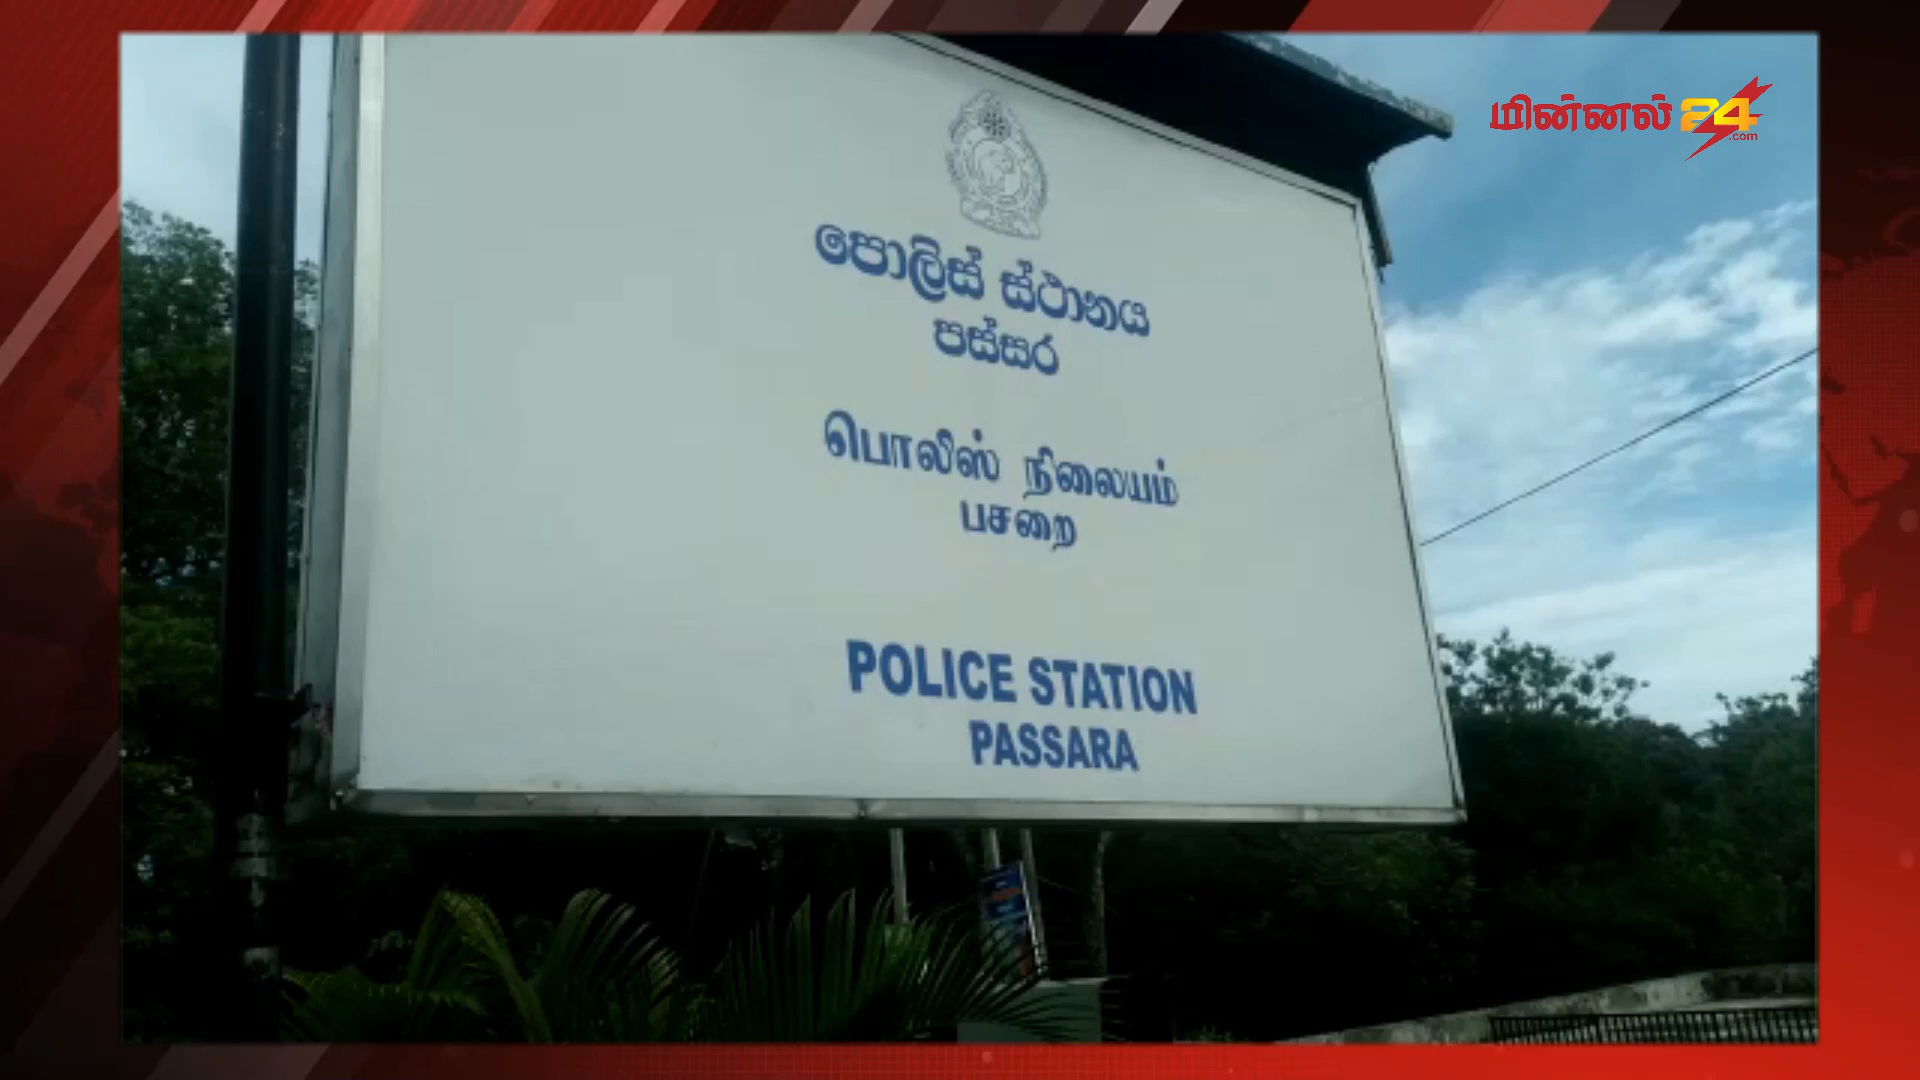 மின்னல் 24
.com
පොලිස් ස්ථානය
පස්සර
பொலிஸ் நிலையம்
பசறை
POLICE STATION
PASSARA